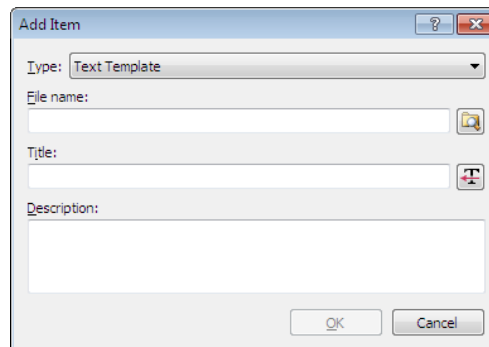 Add Item
Type: Text Template
File name:
Title:
Description:
OK Cancel